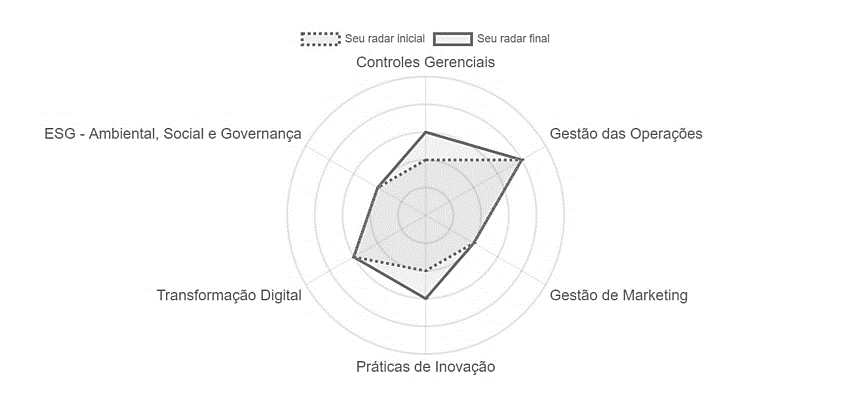 Seu radar inicial Seu radar final
Controles Gerenciais
ESG - Ambiental, Social e Governança Gestão das Operações
Transformação Digital Gestão de Marketing
Práticas de Inovação